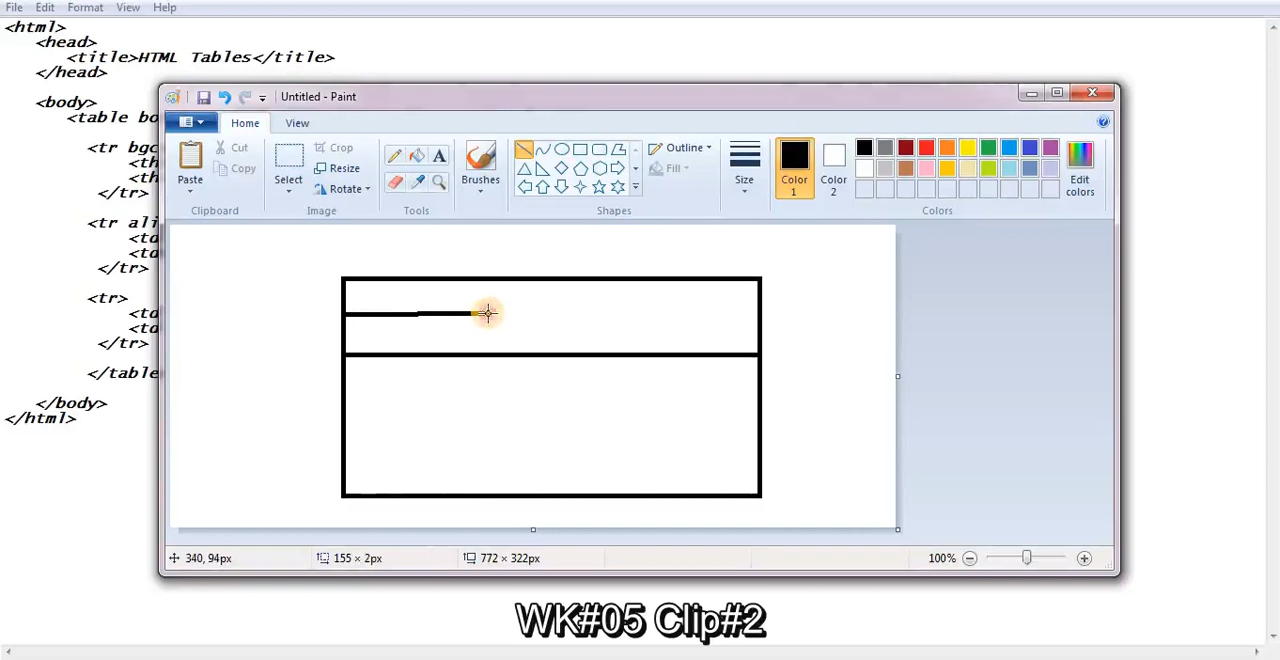 File Edit Format View Help
<html>
<head>
<title>HTML Tables</title>
</head>
<body>
<table bo
<tr bgc
<th
<th
</tr>
<tr ali
<td
<td
</tr>
<tr>
<td
<td
</tr>
</table
</body>
</html>
Untitled - Paint
Home View
Paste
Cut
Copy
Clipboard
Select
Crop
Resize
Rotate
Image
A
Tools
Brushes
Outline
Fill
Shapes
Size
Color 1
Color 2
Edit colors
Colors
340, 94px 155 × 2px 772 × 322px 100%
WK#05 Clip#2